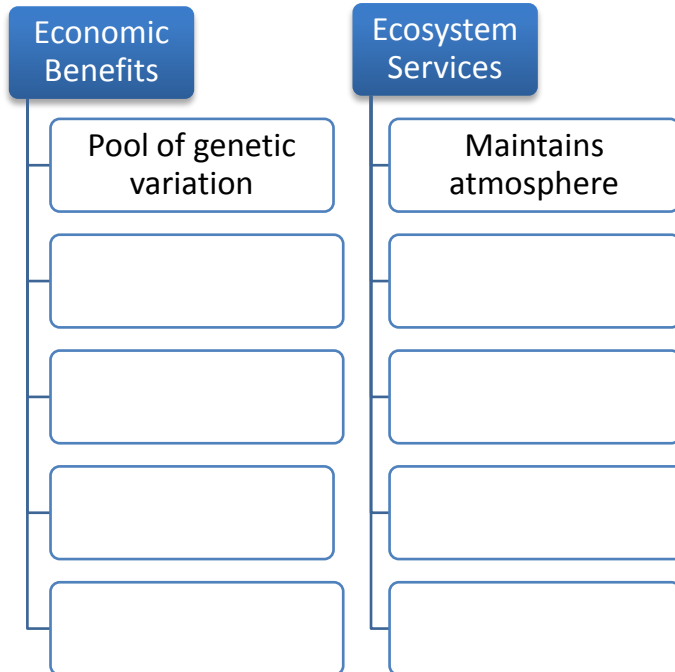 Economic
Benefits
Pool of genetic
variation
Ecosystem
Services
Maintains
atmosphere